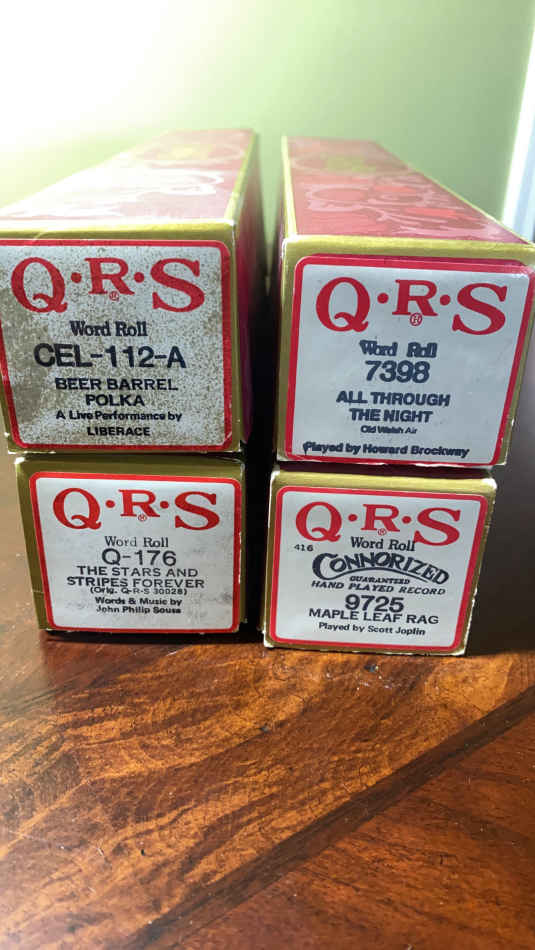 Q·R·S®
Word Roll
CEL-112-A
BEER BARREL
POLKA
A Live Performance by
LIBERACE
Q·R·S®
Word Roll
7398
ALL THROUGH
THE NIGHT
Old Welsh Air
Played by Howard Brockway
Q·R·S®
Word Roll
Q-176
THE STARS AND
STRIPES FOREVER
(Orig. Q-R-S 30028)
Words & Music by
John Philip Sousa
Q·R·S®
416 Word Roll
CONNORIZED
GUARANTEED
HAND PLAYED RECORD
9725
MAPLE LEAF RAG
Played by Scott Joplin